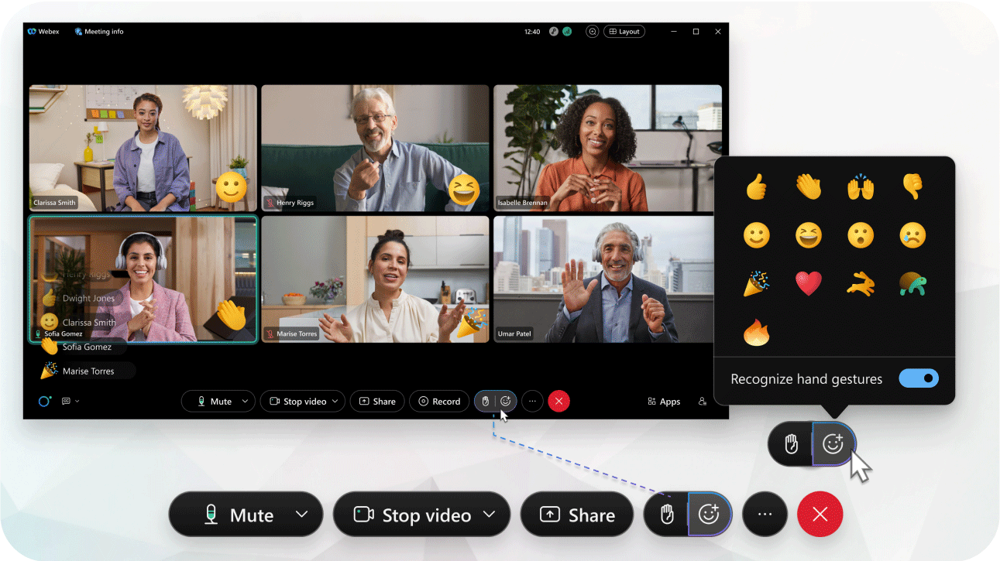 Webex
Meeting info
12:40
Layout
Clarissa Smith
Henry Riggs
Isabelle Brennan
Henry Riggs
Dwight Jones
Clarissa Smith
Sofia Gomez
Sofia Gomez
Marise Torres
Marise Torres
Umar Patel
Mute
Stop video
Share
Record
Apps
Recognize hand gestures
Mute
Stop video
Share